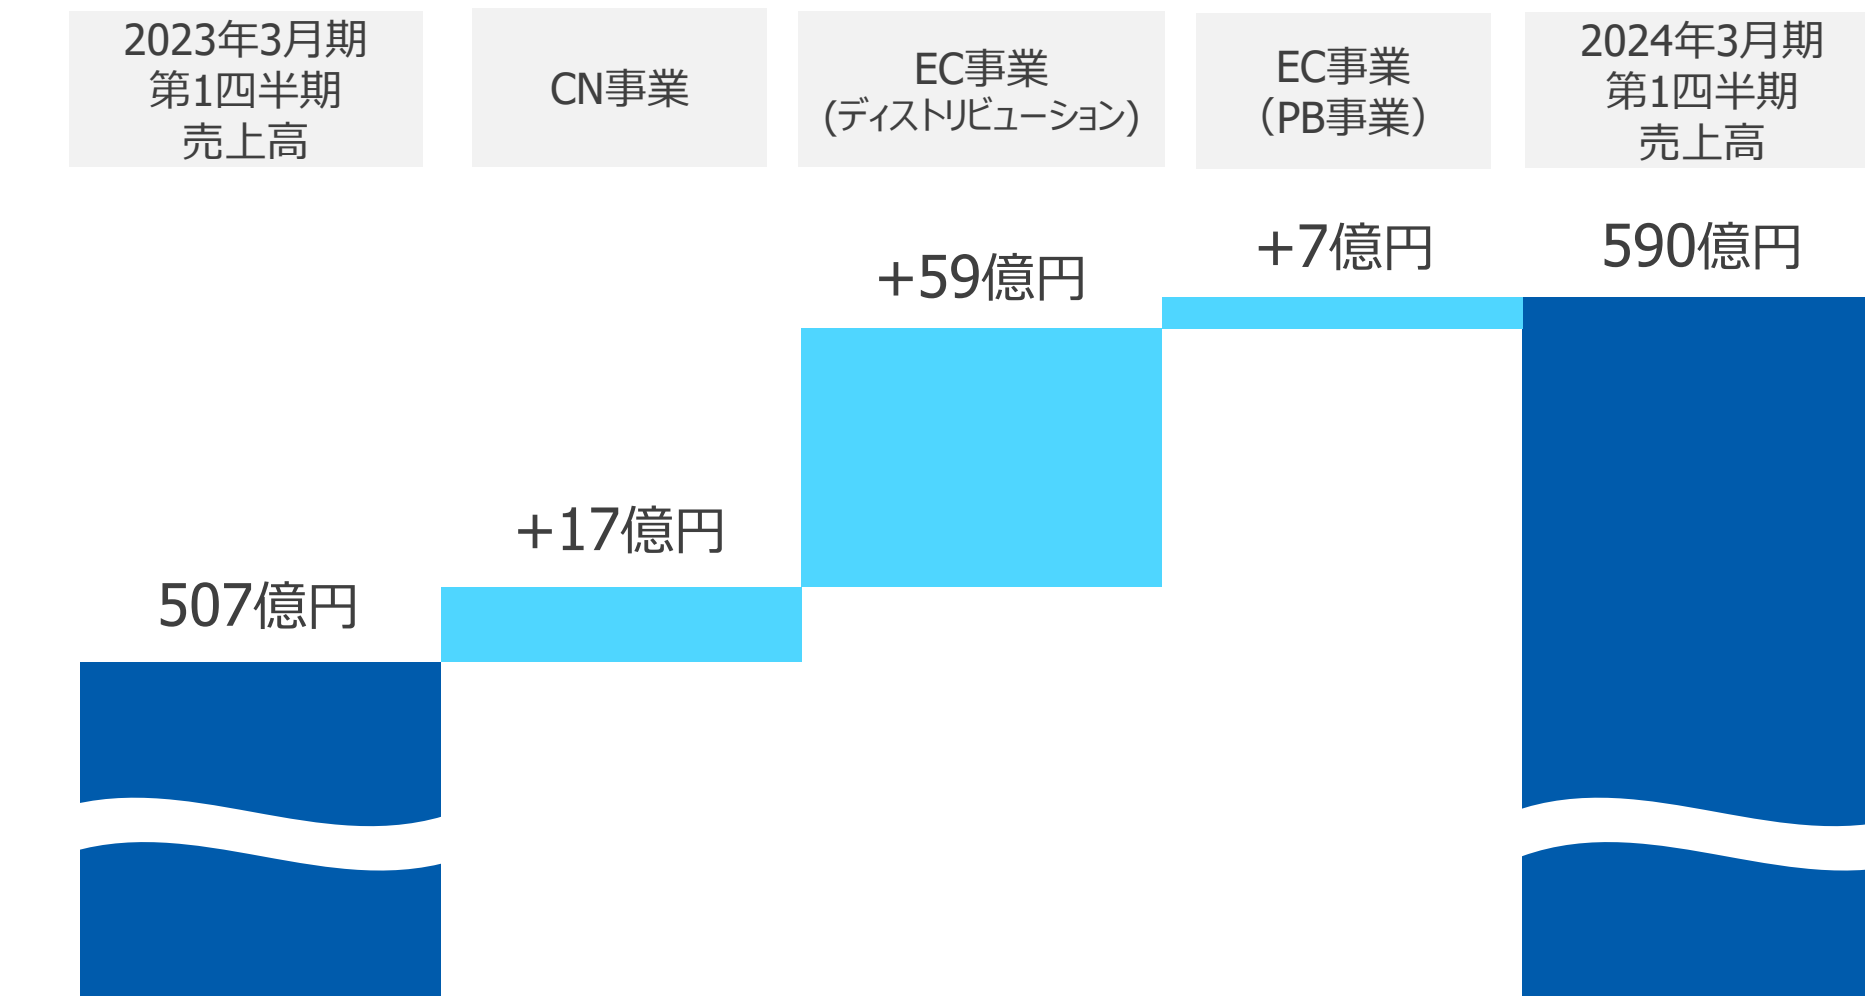 2023年3月期
第1四半期
売上高
CN事業
EC事業
(ディストリビューション)
EC事業
（PB事業）
2024年3月期
第1四半期
売上高
507億円
+17億円
+59億円
+7億円
590億円